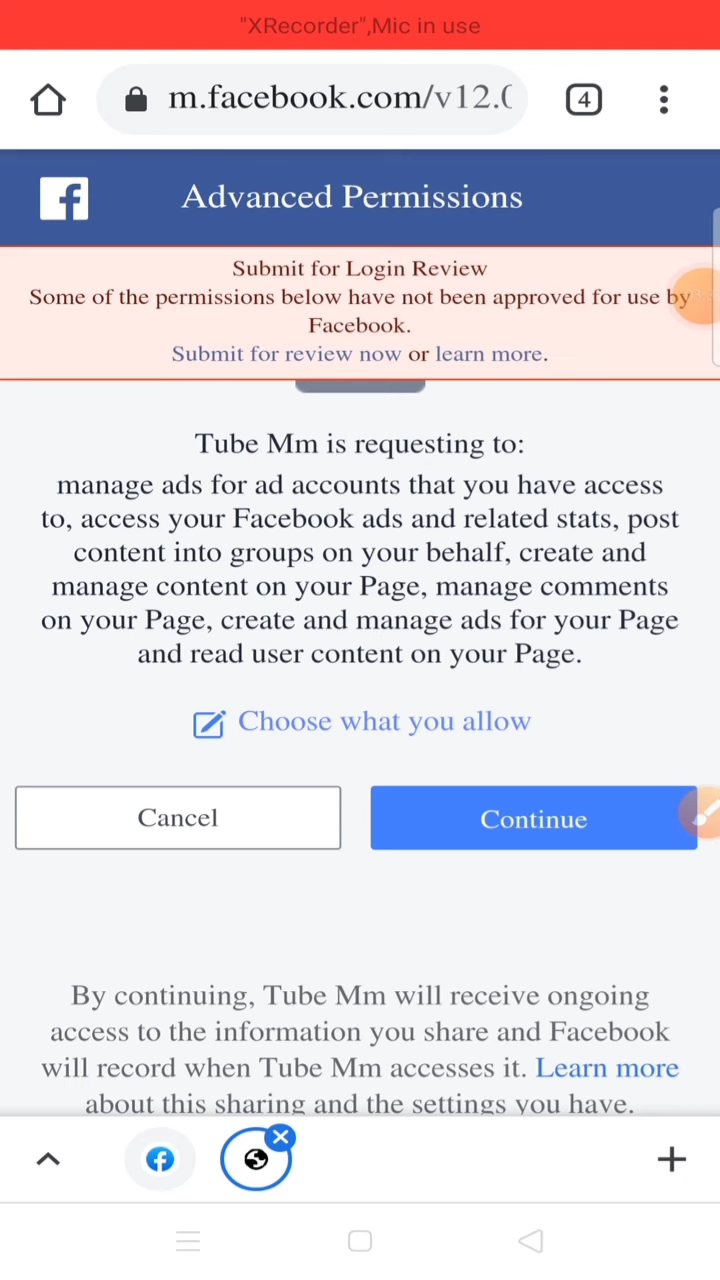 "XRecorder",Mic in use
m.facebook.com/v12.
4
Advanced Permissions
Submit for Login Review
Some of the permissions below have not been approved for use by
Facebook.
Submit for review now or learn more.
Tube Mm is requesting to:
manage ads for ad accounts that you have access
to, access your Facebook ads and related stats, post
content into groups on your behalf, create and
manage content on your Page, manage comments
on your Page, create and manage ads for your Page
and read user content on your Page.
Choose what you allow
Cancel
Continue
By continuing, Tube Mm will receive ongoing
access to the information you share and Facebook
will record when Tube Mm accesses it. Learn more
about this sharing and the settings you have.